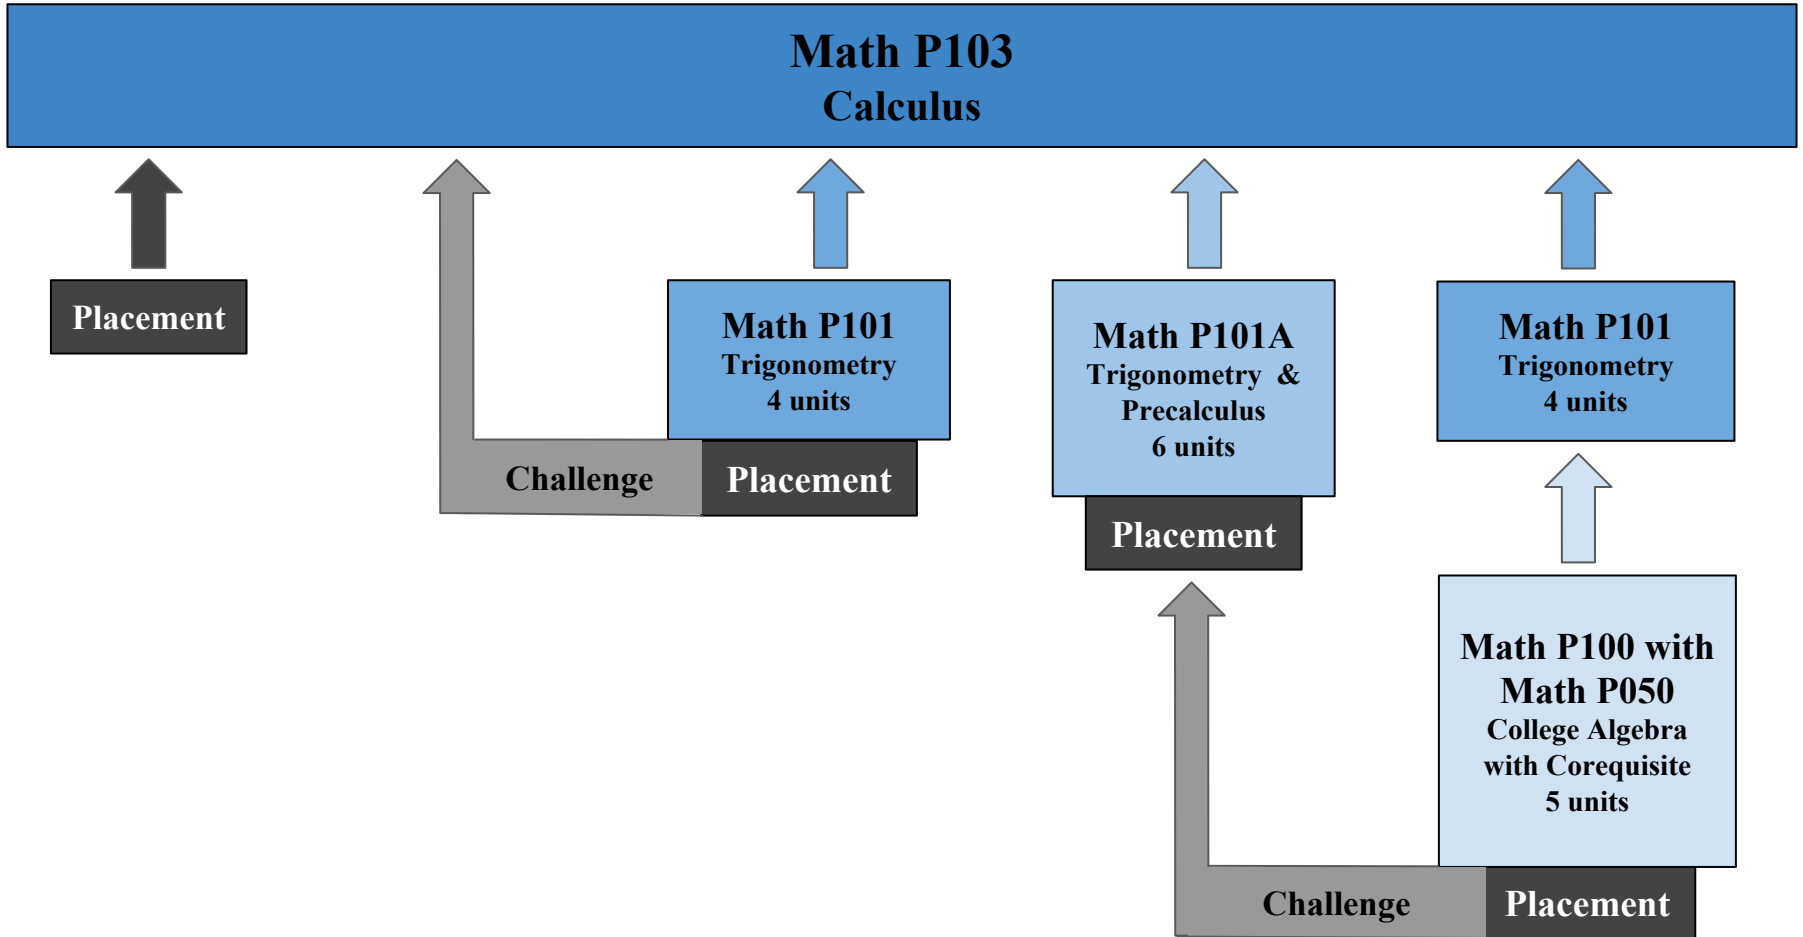 Math P103
Calculus
Placement
Math P101
Trigonometry
4 units
Challenge
Placement
Math P101A
Trigonometry & 
Precalculus
6 units
Placement
Math P101
Trigonometry
4 units
Math P100 with
Math P050
College Algebra
with Corequisite
5 units
Challenge
Placement